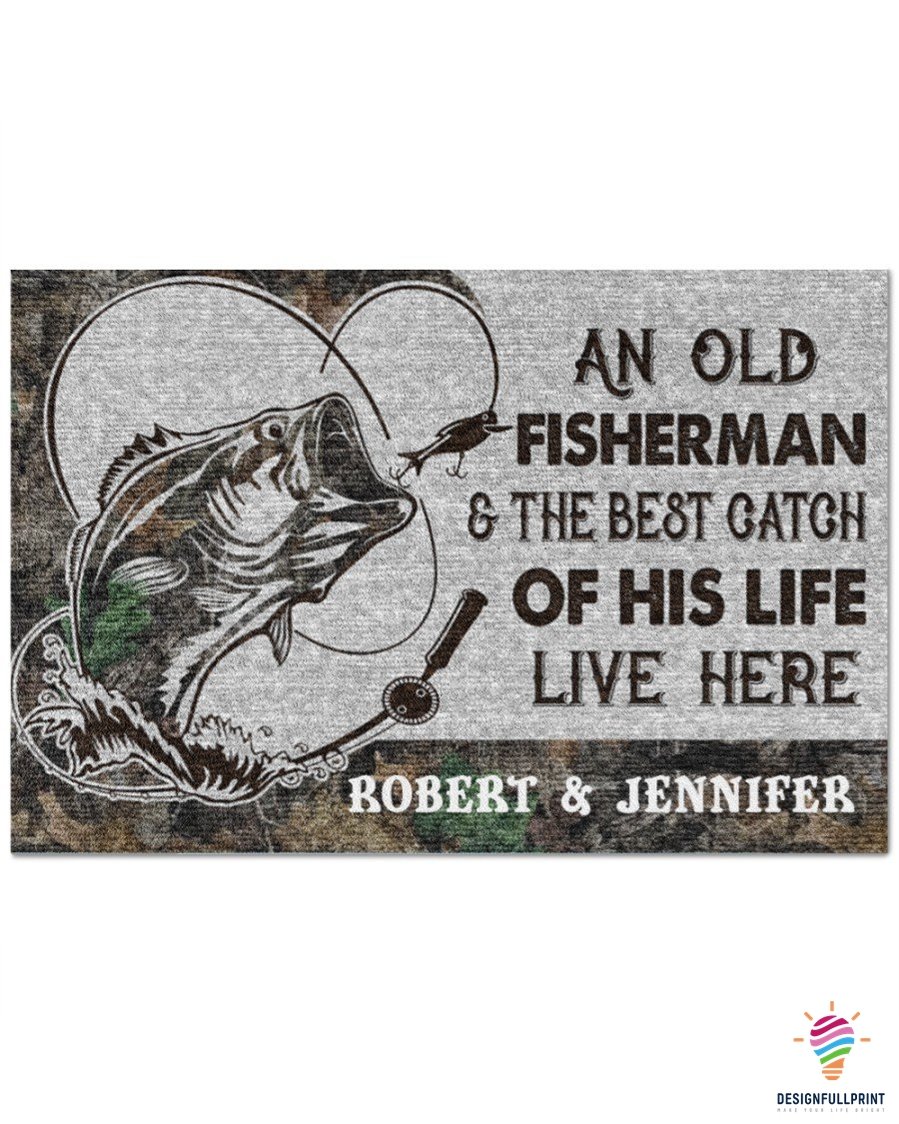 AN OLD
FISHERMAN
& THE BEST CATCH
OF HIS LIFE
LIVE HERE
ROBERT & JENNIFER
DESIGNFULLPRINT
MAKE YOUR LIFE BRIGHT